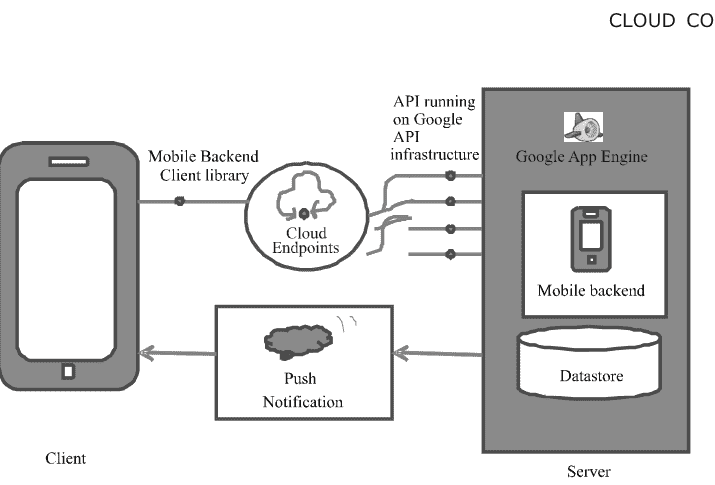 CLOUD CO
API running
on Google
API
infrastructure
Mobile Backend
Client library
Google App Engine
Cloud
Endpoints
Mobile backend
Push
Notification
Datastore
Client
Server